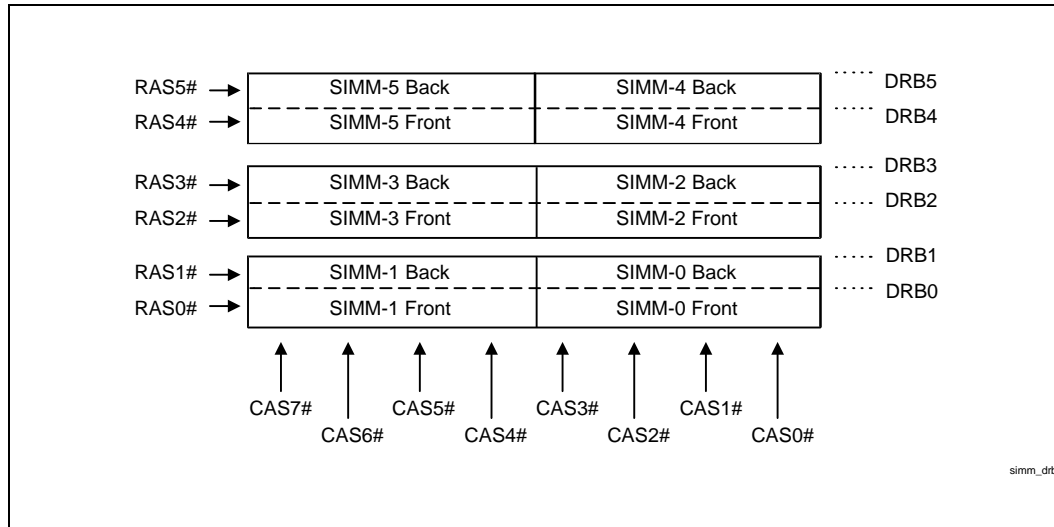 RAS5# SIMM-5 Back SIMM-4 Back DRB5
RAS4# SIMM-5 Front SIMM-4 Front DRB4
RAS3# SIMM-3 Back SIMM-2 Back DRB3
RAS2# SIMM-3 Front SIMM-2 Front DRB2
RAS1# SIMM-1 Back SIMM-0 Back DRB1
RAS0# SIMM-1 Front SIMM-0 Front DRB0
CAS7# CAS5# CAS3# CAS1#
CAS6# CAS4# CAS2# CAS0#
simm_drb